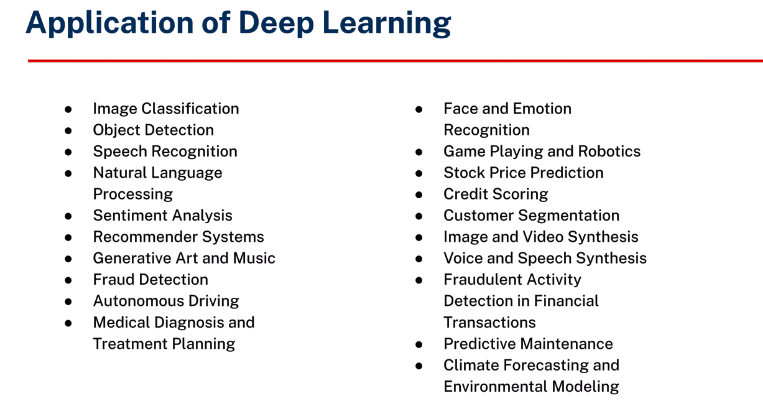 Application of Deep Learning
● Image Classification
● Object Detection
● Speech Recognition
● Natural Language
Processing
● Sentiment Analysis
● Recommender Systems
● Generative Art and Music
● Fraud Detection
● Autonomous Driving
● Medical Diagnosis and
Treatment Planning
● Face and Emotion
Recognition
● Game Playing and Robotics
● Stock Price Prediction
● Credit Scoring
● Customer Segmentation
● Image and Video Synthesis
● Voice and Speech Synthesis
● Fraudulent Activity
Detection in Financial
Transactions
● Predictive Maintenance
● Climate Forecasting and
Environmental Modeling